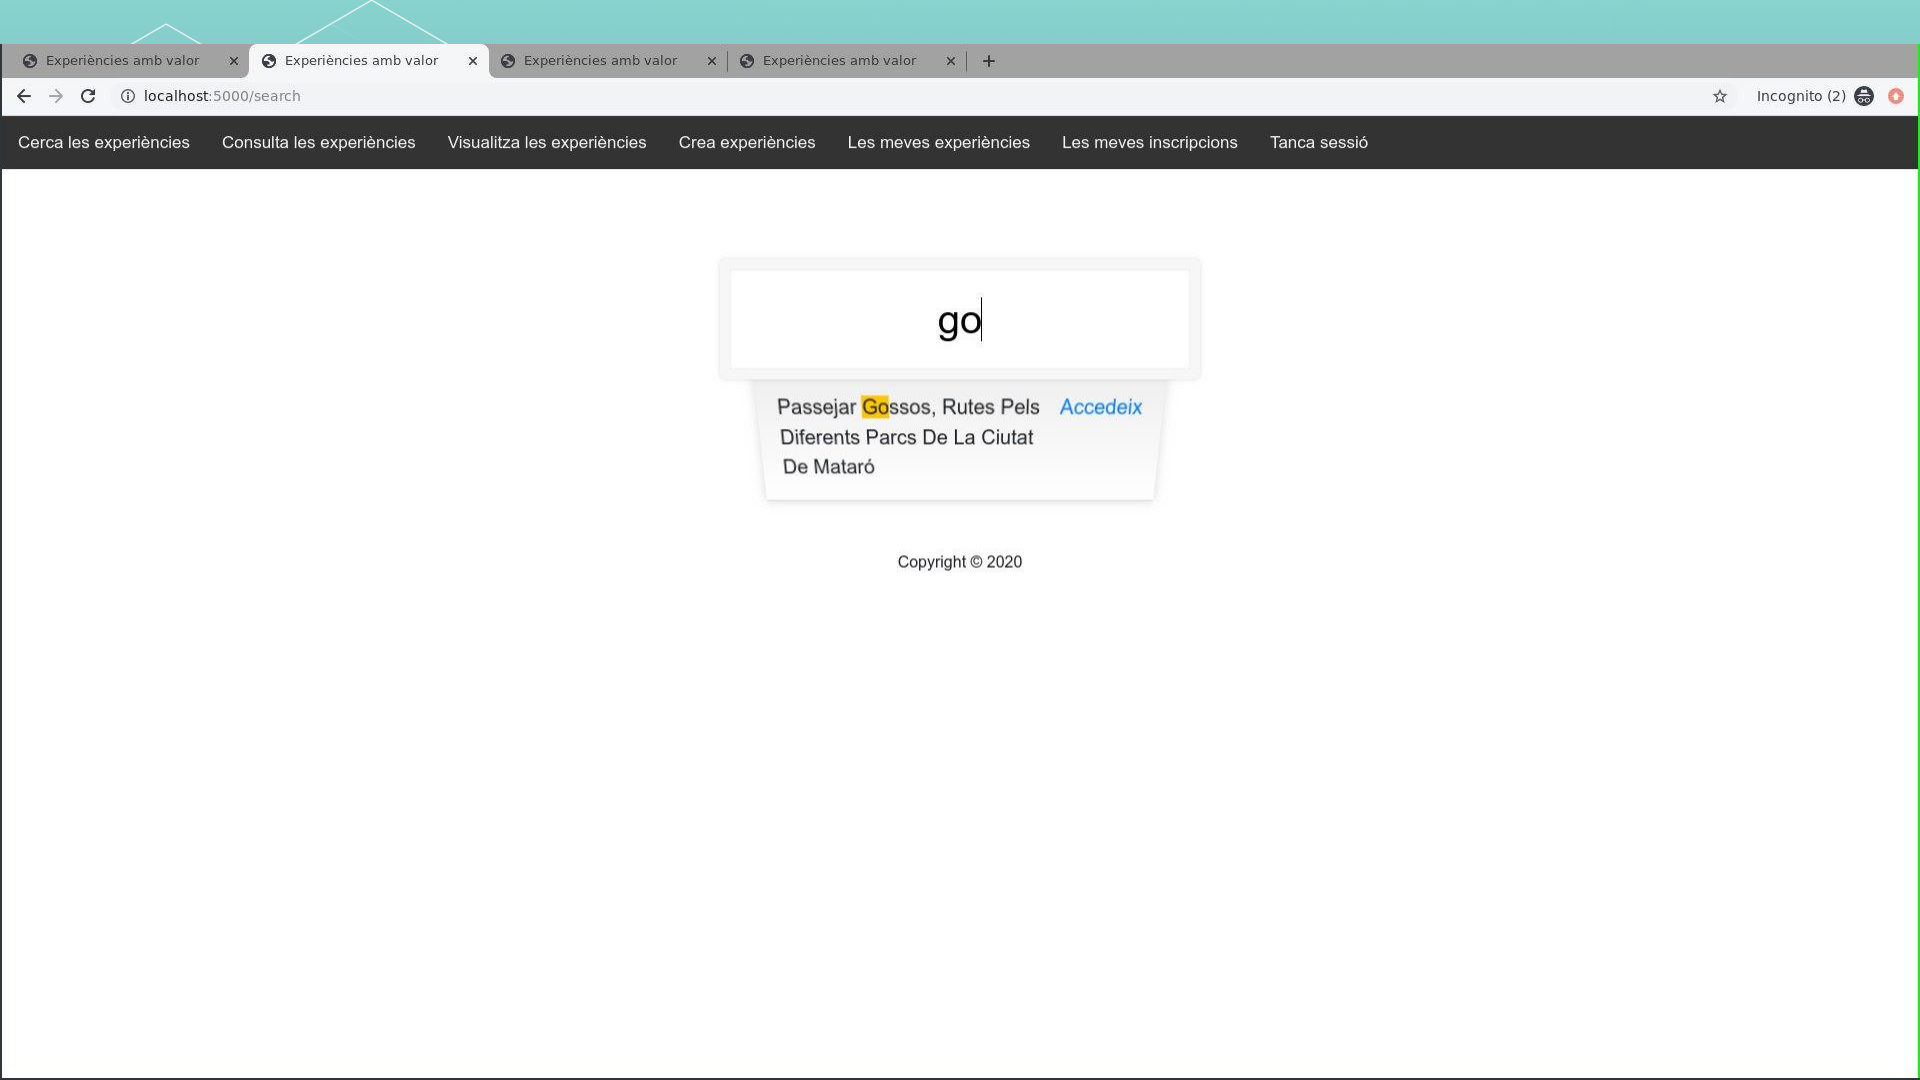 Experiències amb valor
Experiències amb valor
Experiències amb valor
Experiències amb valor
localhost:5000/search
Incognito (2)
Cerca les experiències
Consulta les experiències
Visualitza les experiències
Crea experiències
Les meves experiències
Les meves inscripcions
Tanca sessió
go
Passejar Gossos, Rutes Pels Accedeix
Diferents Parcs De La Ciutat
De Mataró
Copyright © 2020